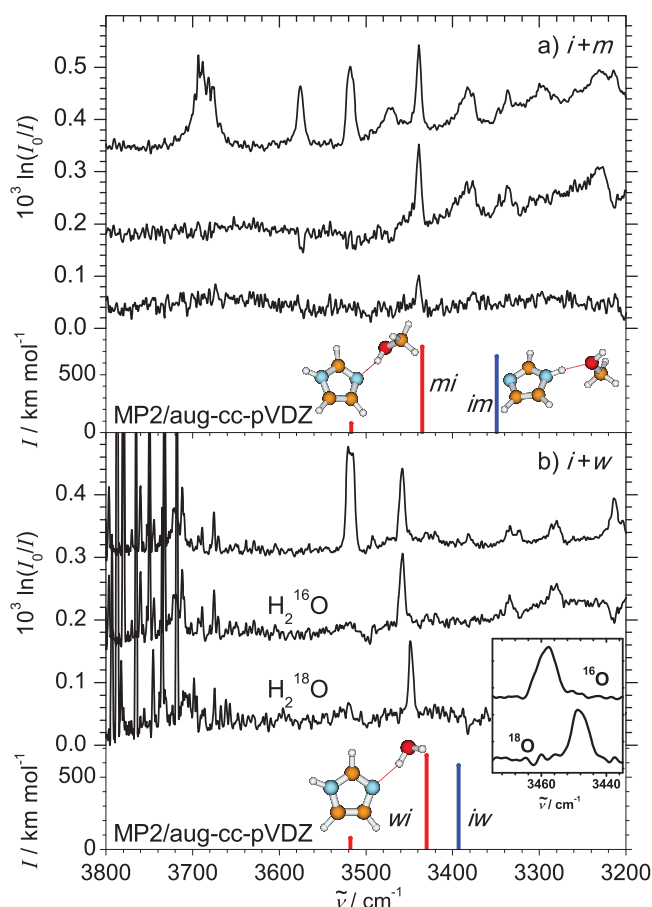 a) i+m
0.5
0.4
0.3
0.2
0.1
0.0
10³ ln(I₀/I)
500
0
I / km mol⁻¹
MP2/aug-cc-pVDZ
mi
im
b) i+w
0.4
0.3
0.2
0.1
0.0
10³ ln(I₀/I)
H₂¹⁶O
H₂¹⁸O
¹⁶O
¹⁸O
3460
3440
ν̃ / cm⁻¹
500
0
I / km mol⁻¹
MP2/aug-cc-pVDZ
wi
iw
3800
3700
3600
3500
3400
3300
3200
ν̃ / cm⁻¹